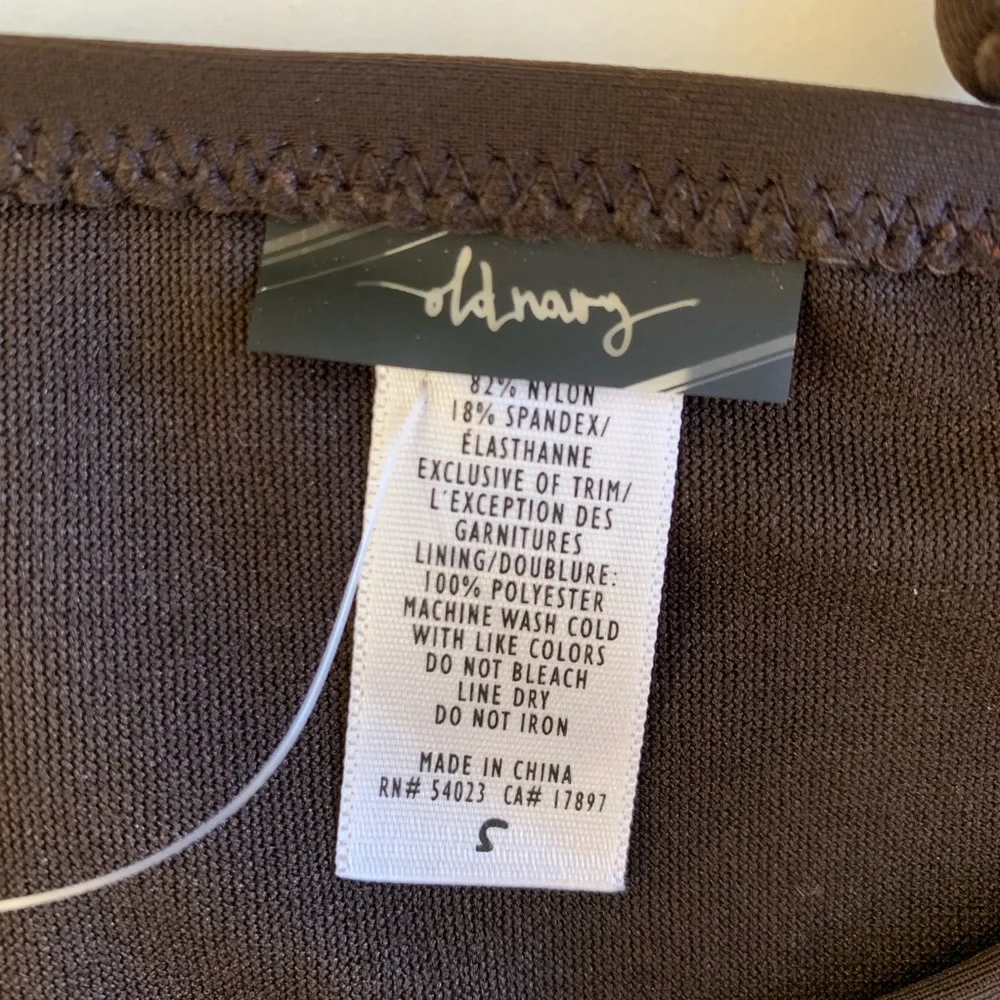 old navy
82% NYLON
18% SPANDEX/
ÉLASTHANNE
EXCLUSIVE OF TRIM/
L'EXCEPTION DES
GARNITURES
LINING/DOUBLURE:
100% POLYESTER
MACHINE WASH COLD
WITH LIKE COLORS
DO NOT BLEACH
LINE DRY
DO NOT IRON
MADE IN CHINA
RN# 54023 CA# 17897
S